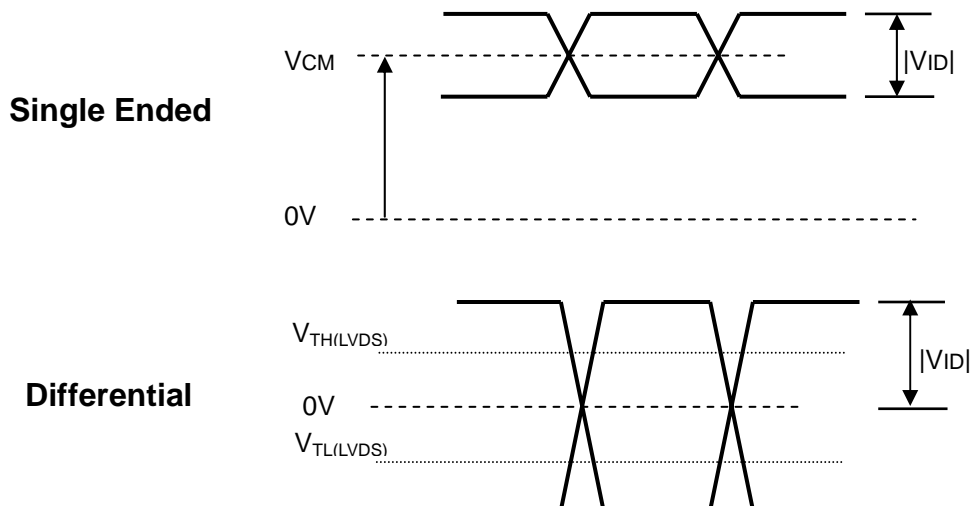 VCM
|VID|
Single Ended
0V
VTH(LVDS)
|VID|
Differential
0V
VTL(LVDS)